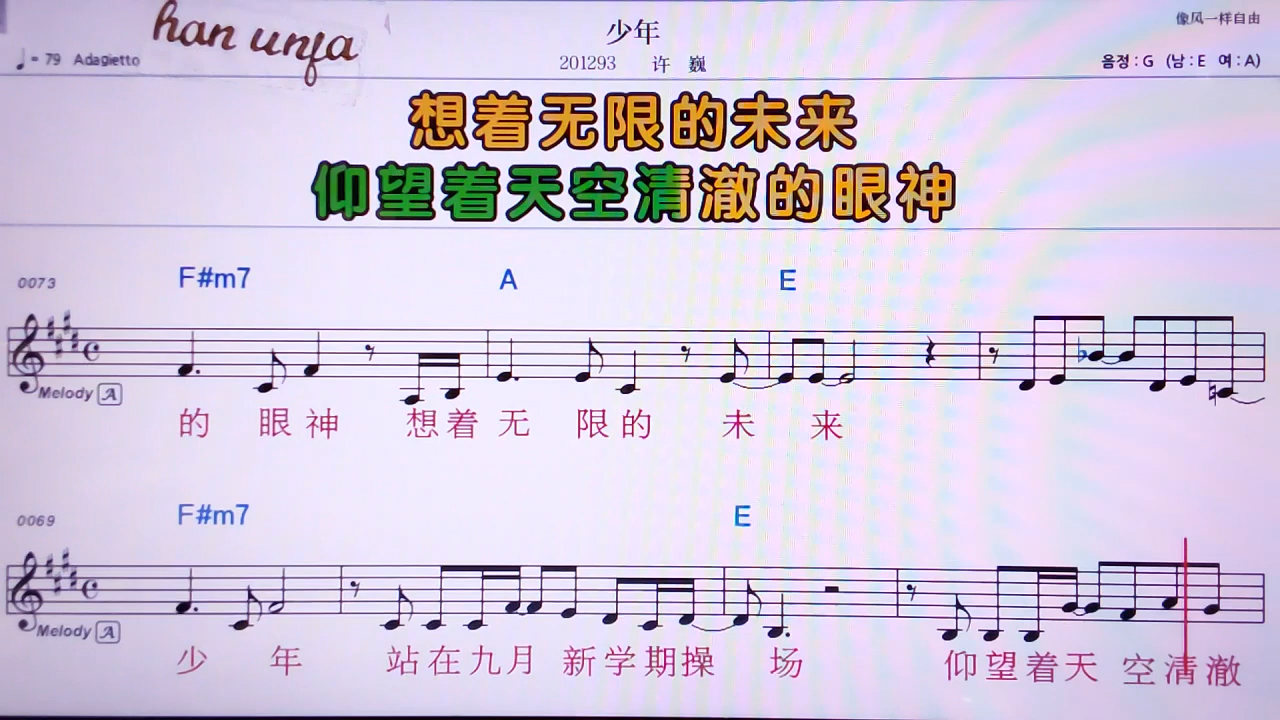 han unfa
少年
像风一样自由
♩= 79 Adagietto
201293 许 巍
음정 : G (남 : E 여 : A)
想着无限的未来
仰望着天空清澈的眼神
0073
F#m7 A E
Melody A
的 眼 神 想 着 无 限 的 未 来
0069
F#m7 E
Melody A
少 年 站 在 九 月 新 学 期 操 场 仰 望 着 天 空 清 澈